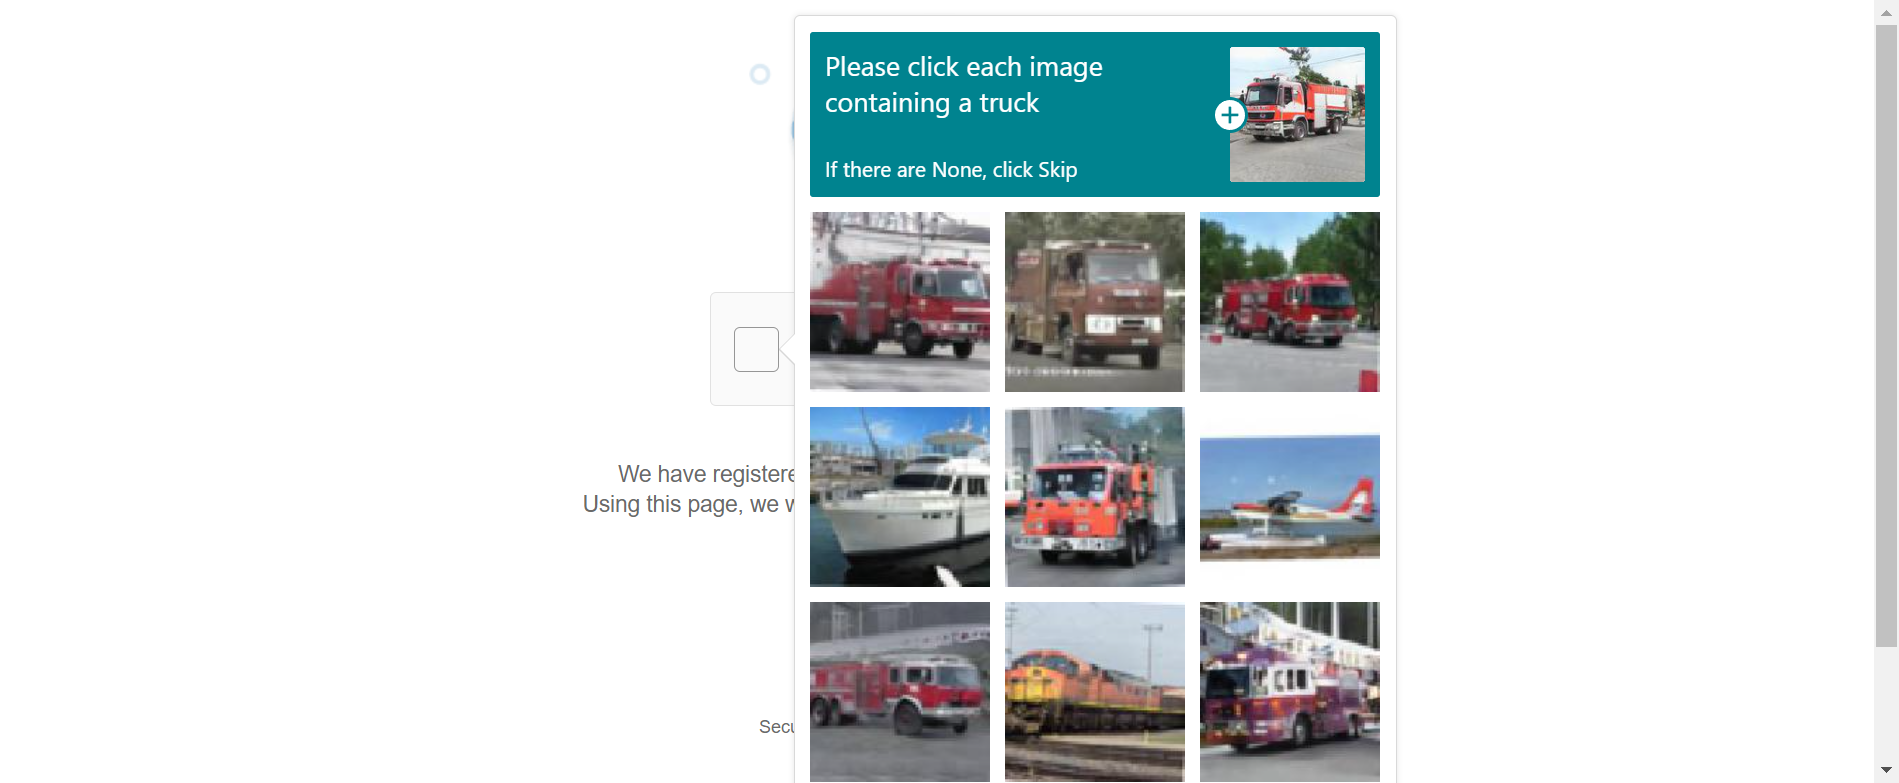 Please click each image
containing a truck
If there are None, click Skip
We have registere
Using this page, we w
Secu